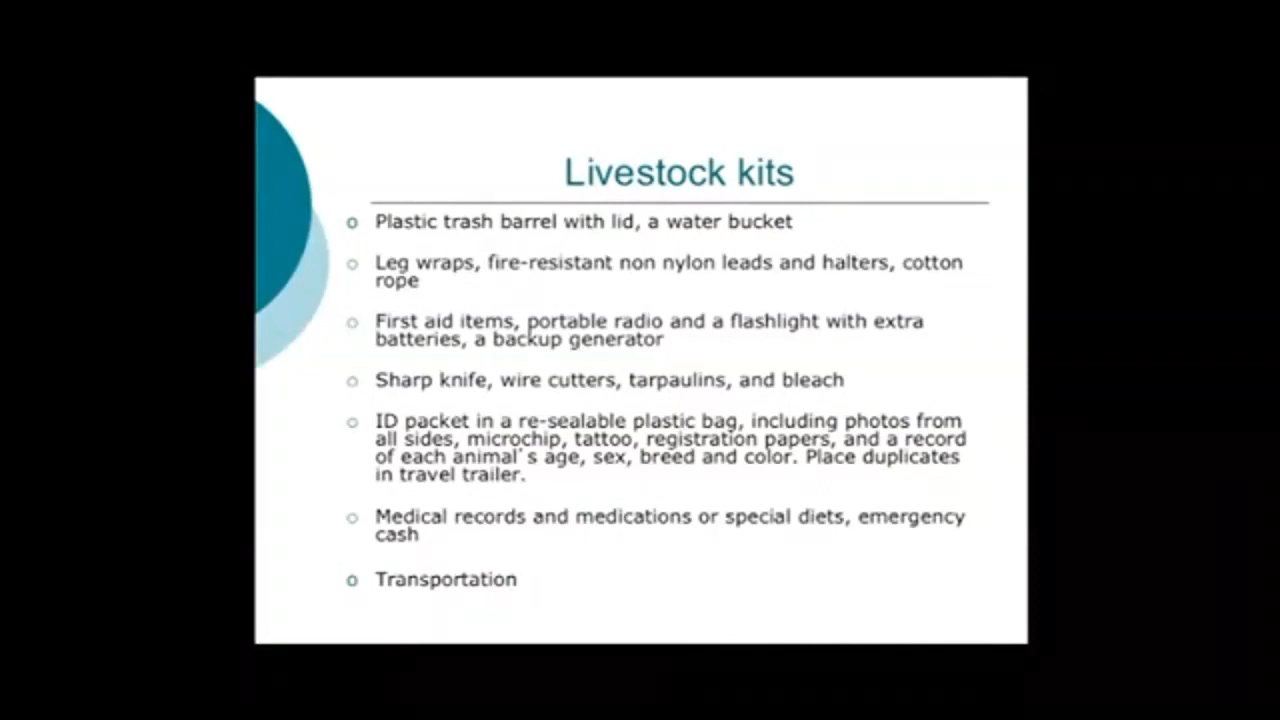 Livestock kits
Plastic trash barrel with lid, a water bucket
Leg wraps, fire-resistant non nylon leads and halters, cotton
rope
First aid items, portable radio and a flashlight with extra
batteries, a backup generator
Sharp knife, wire cutters, tarpaulins, and bleach
ID packet in a re-sealable plastic bag, including photos from
all sides, microchip, tattoo, registration papers, and a record
of each animal's age, sex, breed and color. Place duplicates
in travel trailer.
Medical records and medications or special diets, emergency
cash
Transportation